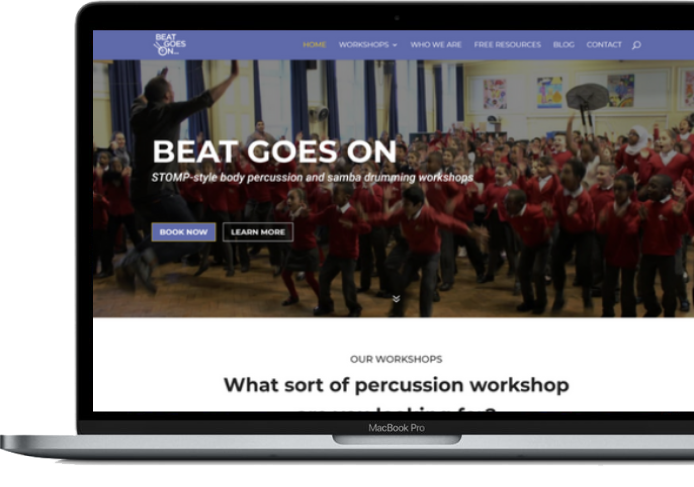 BEAT
GOES
ON...
HOME WORKSHOPS WHO WE ARE FREE RESOURCES BLOG CONTACT
BEAT GOES ON
STOMP-style body percussion and samba drumming workshops
BOOK NOW LEARN MORE
OUR WORKSHOPS
What sort of percussion workshop
MacBook Pro